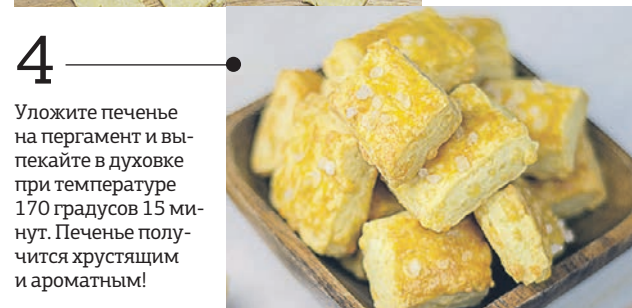 4
Уложите печенье
на пергамент и вы-
пекайте в духовке
при температуре
170 градусов 15 ми-
нут. Печенье полу-
чится хрустящим
и ароматным!